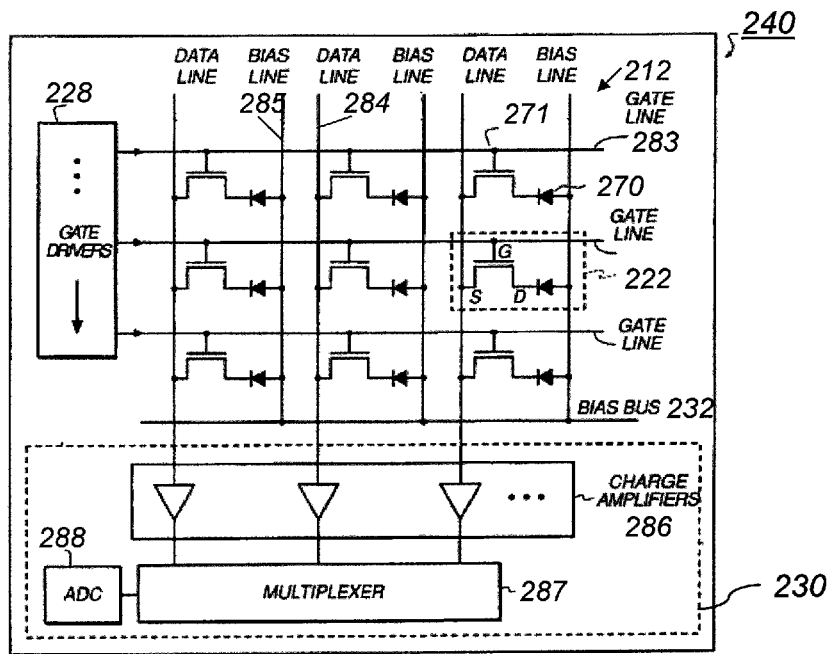 240
DATA LINE
BIAS LINE
DATA LINE
BIAS LINE
DATA LINE
BIAS LINE
212
GATE LINE
228
285
284
271
283
270
GATE DRIVERS
GATE LINE
G
S
D
222
GATE LINE
BIAS BUS 232
CHARGE AMPLIFIERS
286
288
ADC
MULTIPLEXER
287
230